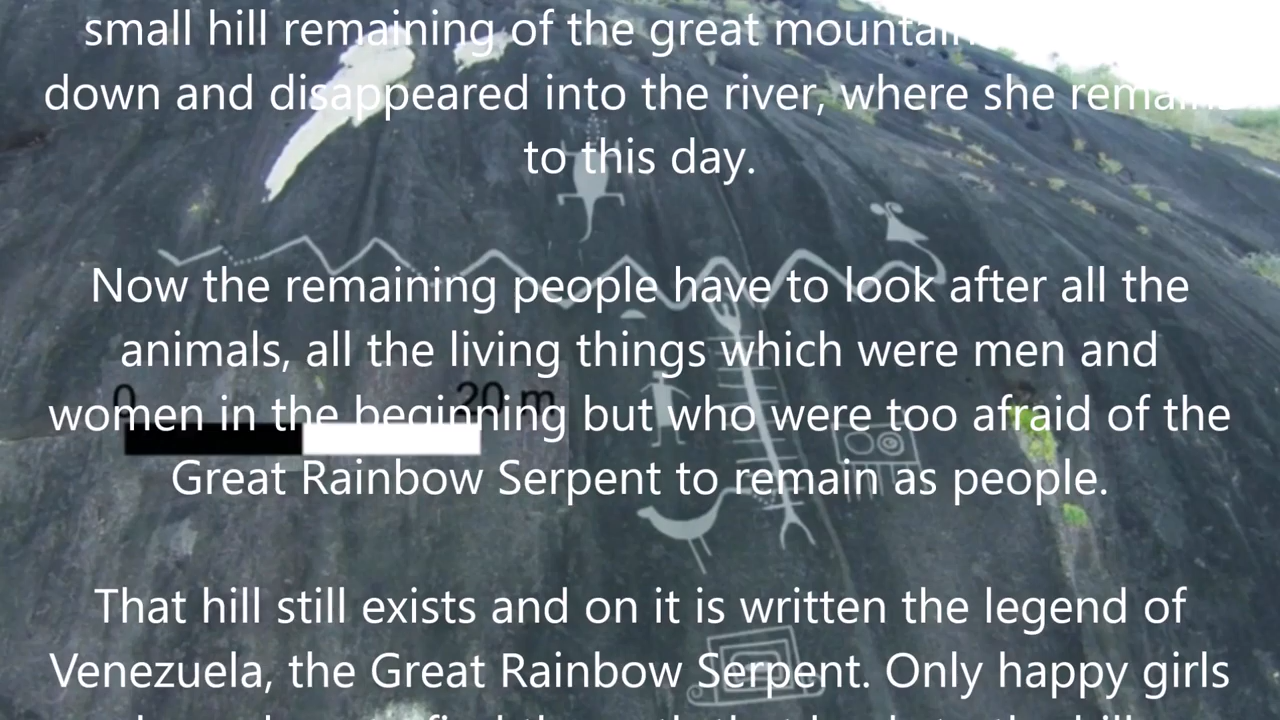 small hill remaining of the great mountain
down and disappeared into the river, where she remains
to this day.
Now the remaining people have to look after all the
animals, all the living things which were men and
0 20 m
women in the beginning but who were too afraid of the
Great Rainbow Serpent to remain as people.
That hill still exists and on it is written the legend of
Venezuela, the Great Rainbow Serpent. Only happy girls